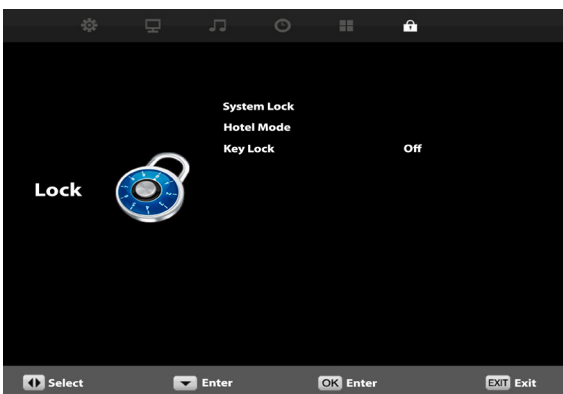 System Lock
Hotel Mode
Key Lock Off
Lock
Select Enter OK Enter EXIT Exit